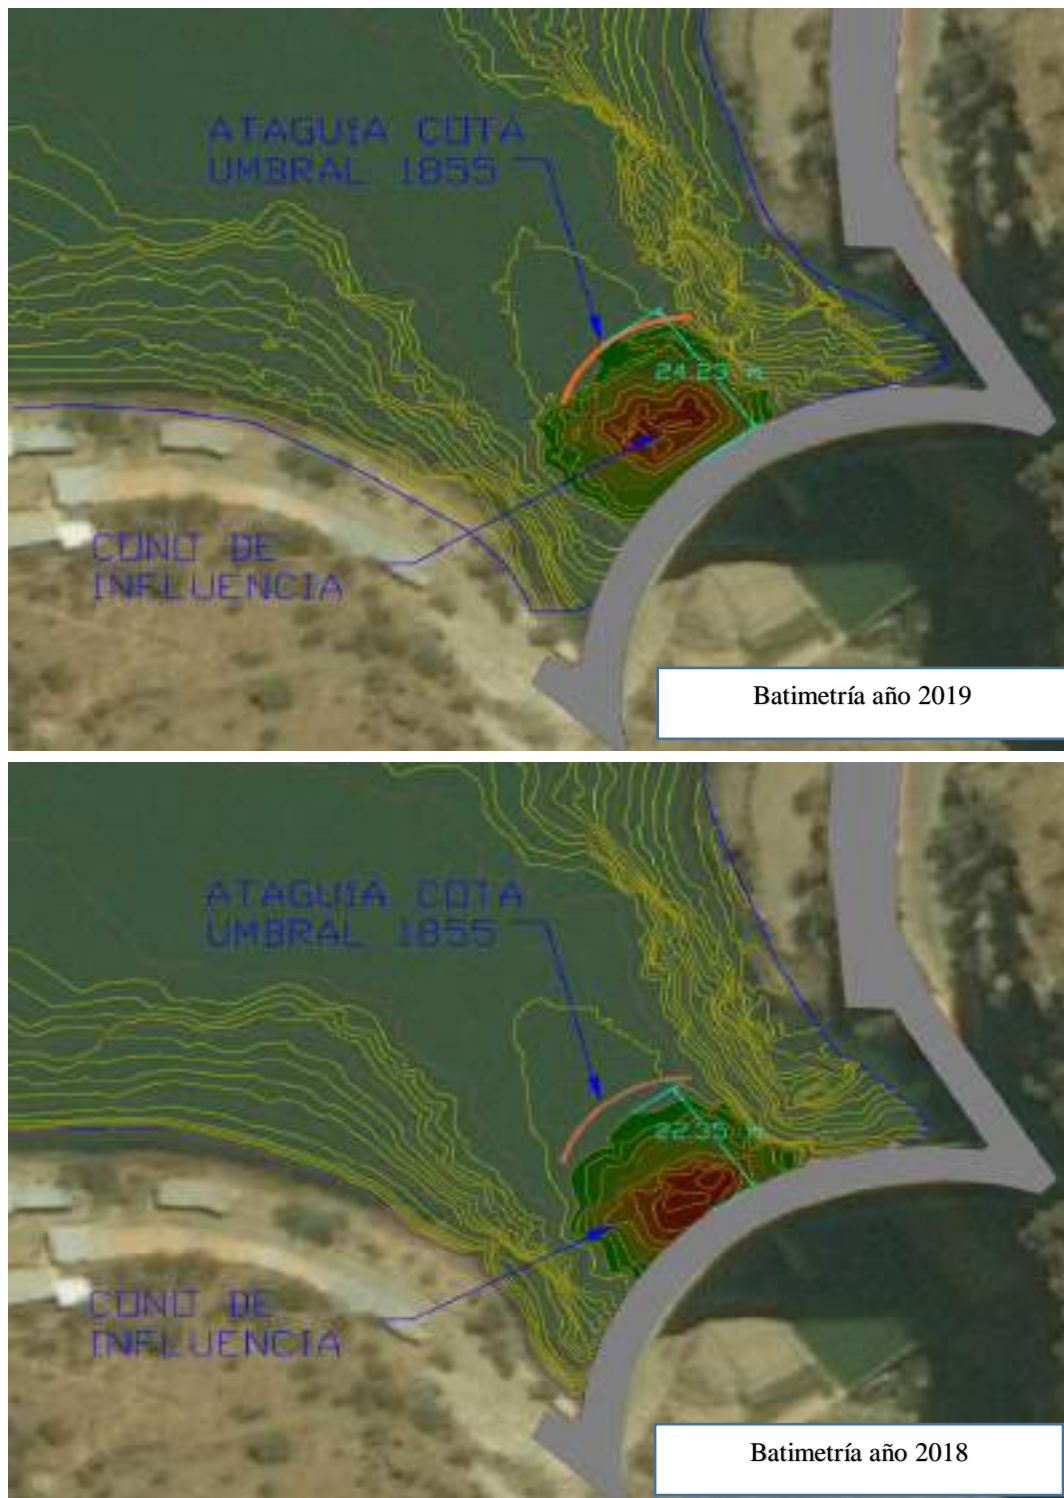 ATAGUIA COTA
UMBRAL 1855
24.23 m
CONO DE
INFLUENCIA
Batimetría año 2019
ATAGUIA COTA
UMBRAL 1855
22.35 m
CONO DE
INFLUENCIA
Batimetría año 2018